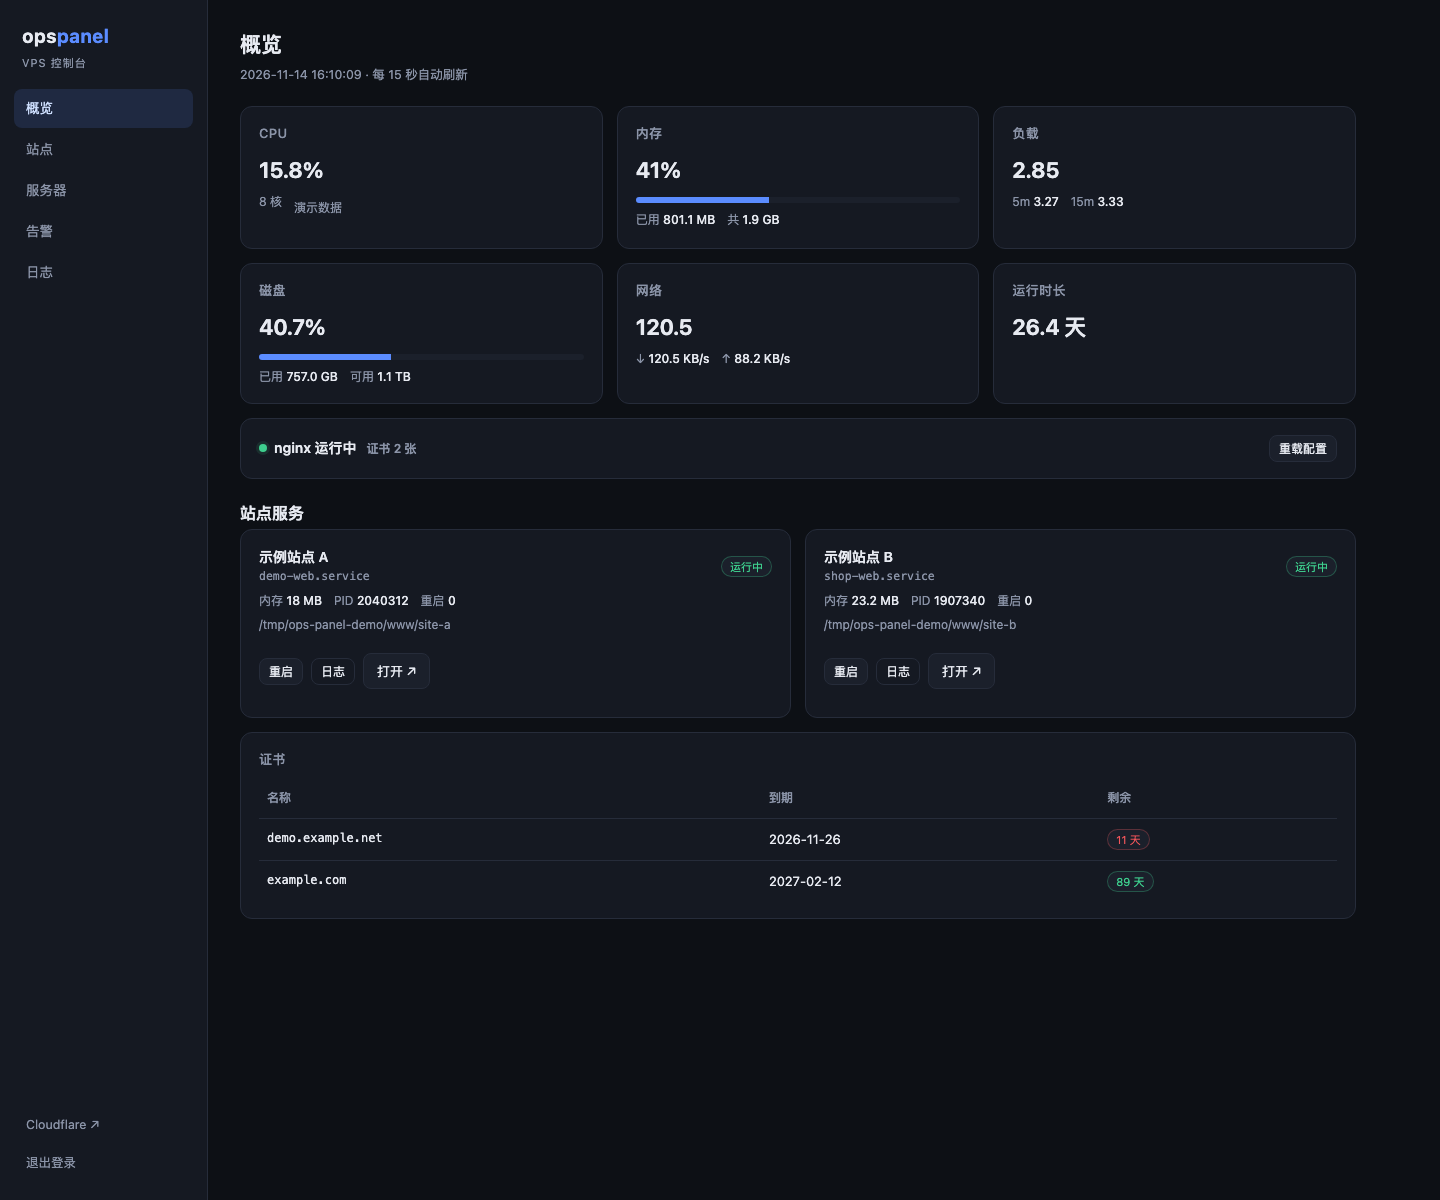 opspanel
VPS 控制台
概览
站点
服务器
告警
日志
Cloudflare ↗
退出登录
概览
2026-11-14 16:10:09 · 每 15 秒自动刷新
CPU
15.8%
8 核 演示数据
内存
41%
已用 801.1 MB 共 1.9 GB
负载
2.85
5m 3.27 15m 3.33
磁盘
40.7%
已用 757.0 GB 可用 1.1 TB
网络
120.5
↓ 120.5 KB/s ↑ 88.2 KB/s
运行时长
26.4 天
nginx 运行中 证书 2 张
重载配置
站点服务
示例站点 A
demo-web.service
运行中
内存 18 MB PID 2040312 重启 0
/tmp/ops-panel-demo/www/site-a
重启 日志 打开 ↗
示例站点 B
shop-web.service
运行中
内存 23.2 MB PID 1907340 重启 0
/tmp/ops-panel-demo/www/site-b
重启 日志 打开 ↗
证书
名称 到期 剩余
demo.example.net 2026-11-26 11 天
example.com 2027-02-12 89 天